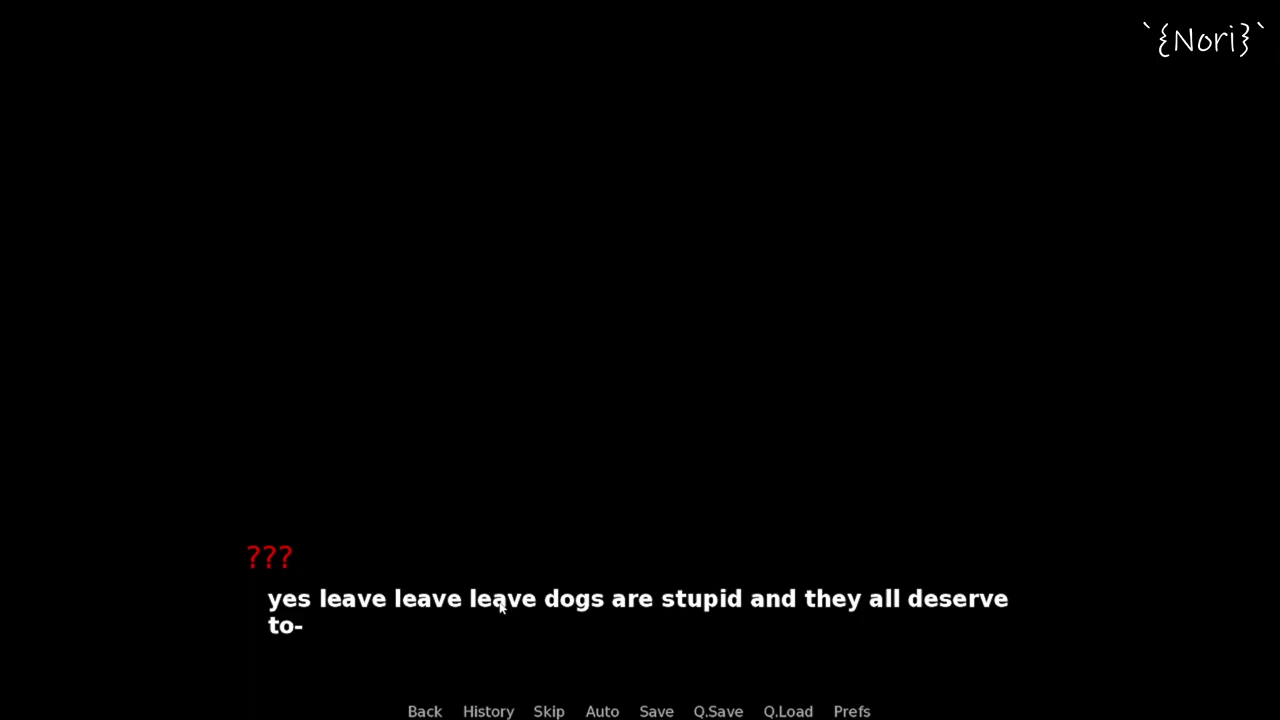 `{Nori}`
???
yes leave leave leave dogs are stupid and they all deserve
to-
Back History Skip Auto Save Q.Save Q.Load Prefs